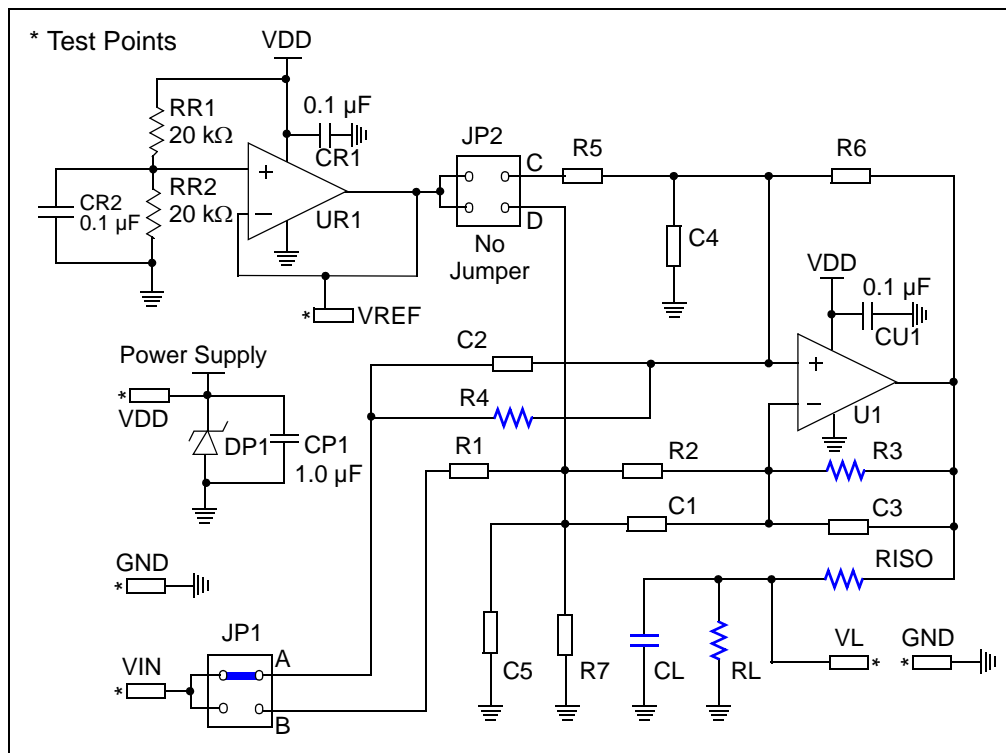 * Test Points
VDD
RR1
20 kΩ
0.1 µF
CR1
JP2
C
R5
R6
+
CR2
0.1 µF
RR2
20 kΩ
−
UR1
D
No
Jumper
C4
VDD
0.1 µF
CU1
* VREF
Power Supply
C2
+
* VDD
DP1
CP1
1.0 µF
R4
−
U1
R1
R2
R3
C1
C3
GND
*
RISO
JP1
A
VIN
*
B
C5
R7
CL
RL
VL
*
GND
*